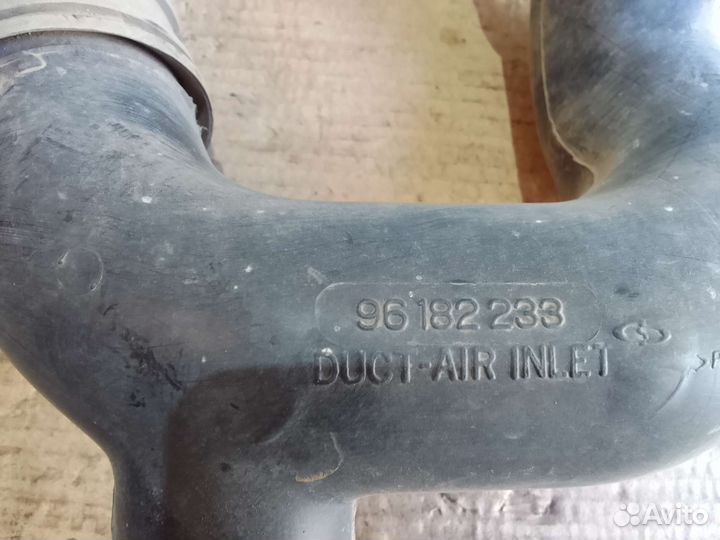 96 182 233
DUCT-AIR INLET
Avito